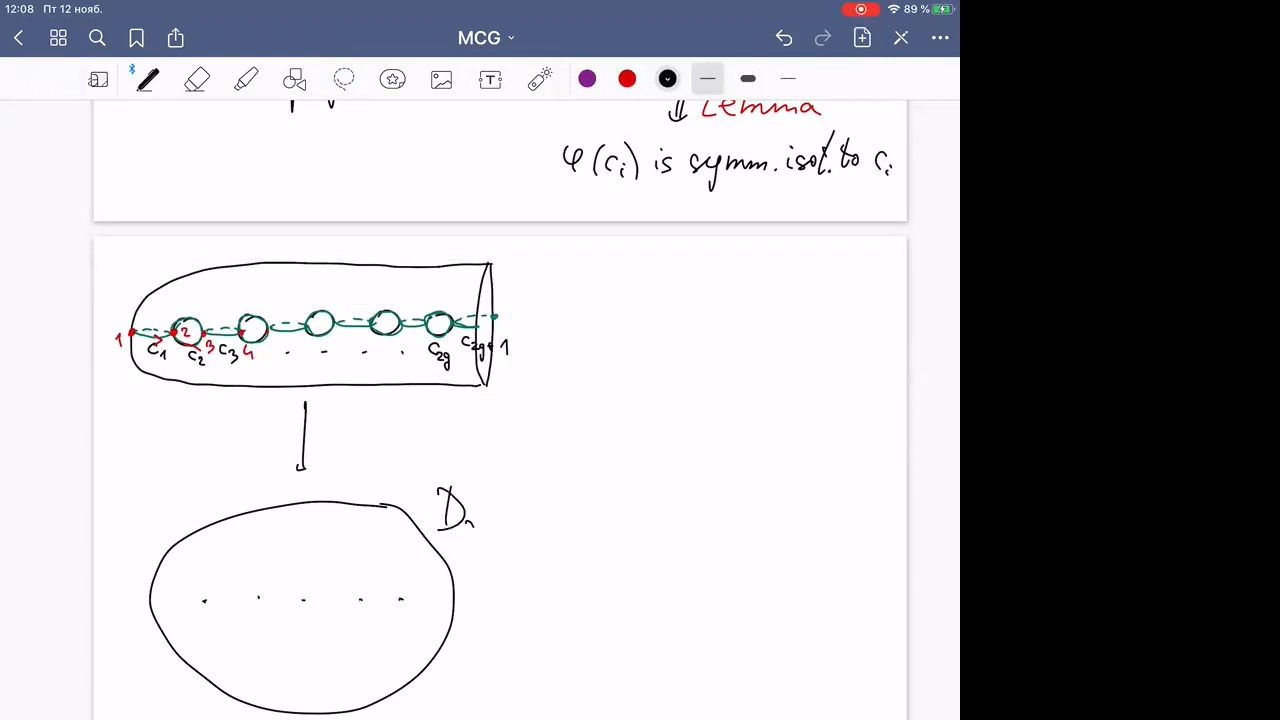 12:08 Пт 12 нояб.
89 %
MCG
T
⇓ Lemma
φ(cᵢ) is symm. isot. to cᵢ
1 2 3 4
c₁ c₂ c₃ . . . . c₂g c₂g+1
D